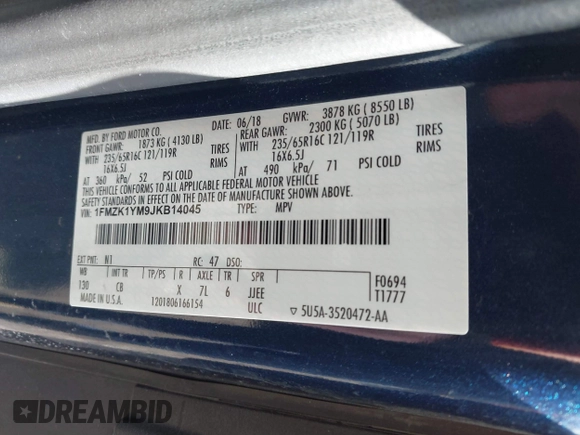 MFD. BY FORD MOTOR CO.
06/18
GVWR: 3878 KG ( 8550 LB)
FRONT GAWR: 1873 KG ( 4130 LB)
REAR GAWR: 2300 KG ( 5070 LB)
WITH 235/65R16C 121/119R TIRES
WITH 235/65R16C 121/119R TIRES
16X6.5J RIMS
16X6.5J RIMS
AT 360 kPa/ 52 PSI COLD
AT 490 kPa/ 71 PSI COLD
THIS VEHICLE CONFORMS TO ALL APPLICABLE FEDERAL MOTOR VEHICLE
SAFETY STANDARDS IN EFFECT ON THE DATE OF MANUFACTURE SHOWN ABOVE.
VIN: 1FMZK1YM9JKB14045
TYPE: MPV
EXT PNT: N1 RC: 47 DSO:
WB INT TR TP/PS R AXLE TR SPR
130 CB X 7L 6 JJEE
F0694
T1777
MADE IN U.S.A. 1201806166154 ULC
▽ 5U5A-3520472-AA
DREAMBID